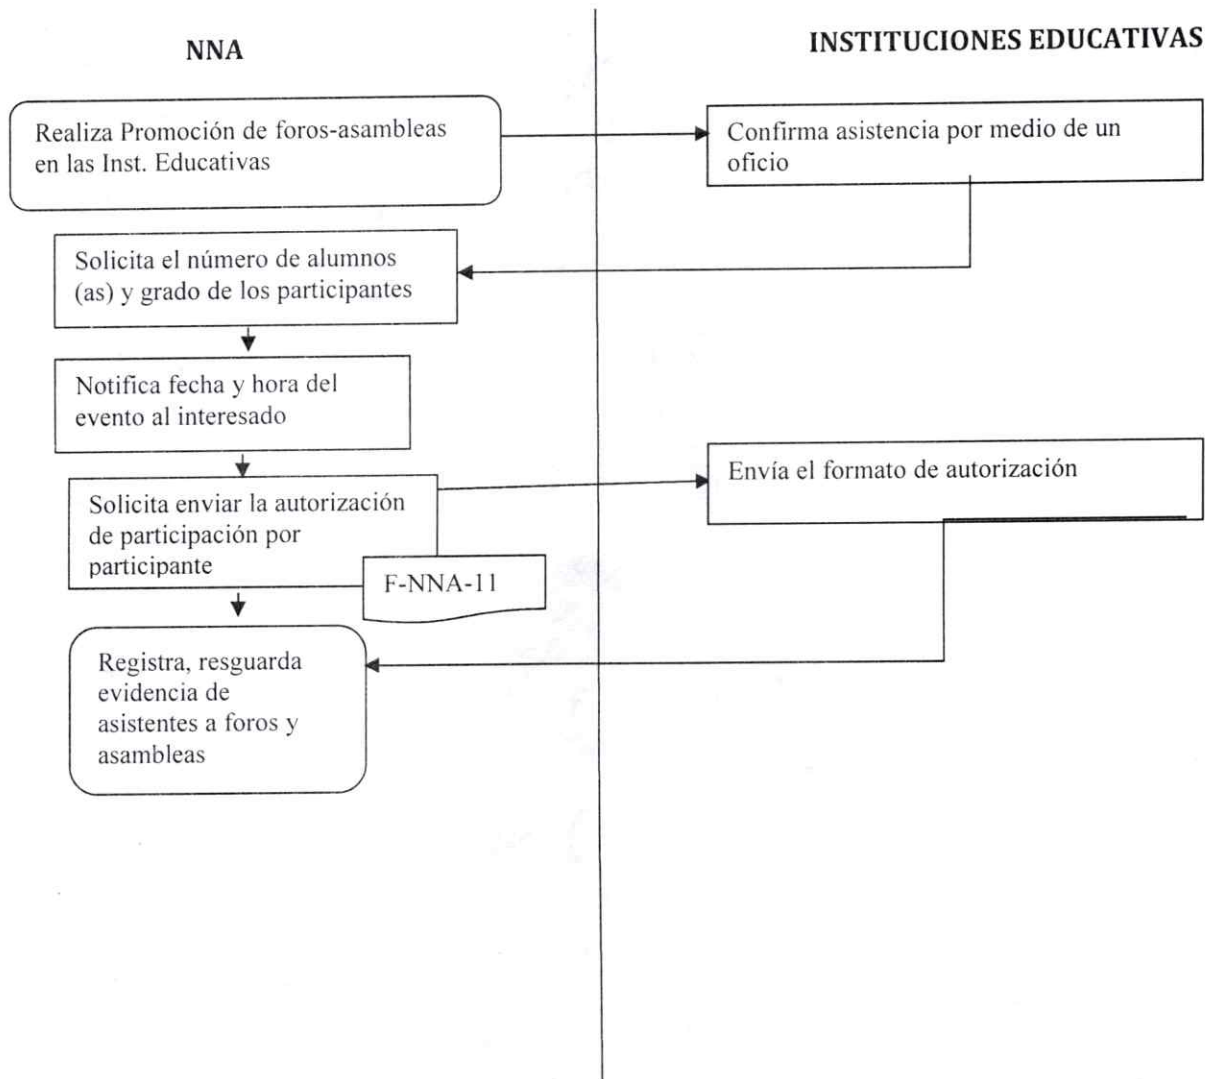 NNA
INSTITUCIONES EDUCATIVAS
Realiza Promoción de foros-asambleas
en las Inst. Educativas
Confirma asistencia por medio de un
oficio
Solicita el número de alumnos
(as) y grado de los participantes
Notifica fecha y hora del
evento al interesado
Solicita enviar la autorización
de participación por
participante
F-NNA-11
Envía el formato de autorización
Registra, resguarda
evidencia de
asistentes a foros y
asambleas